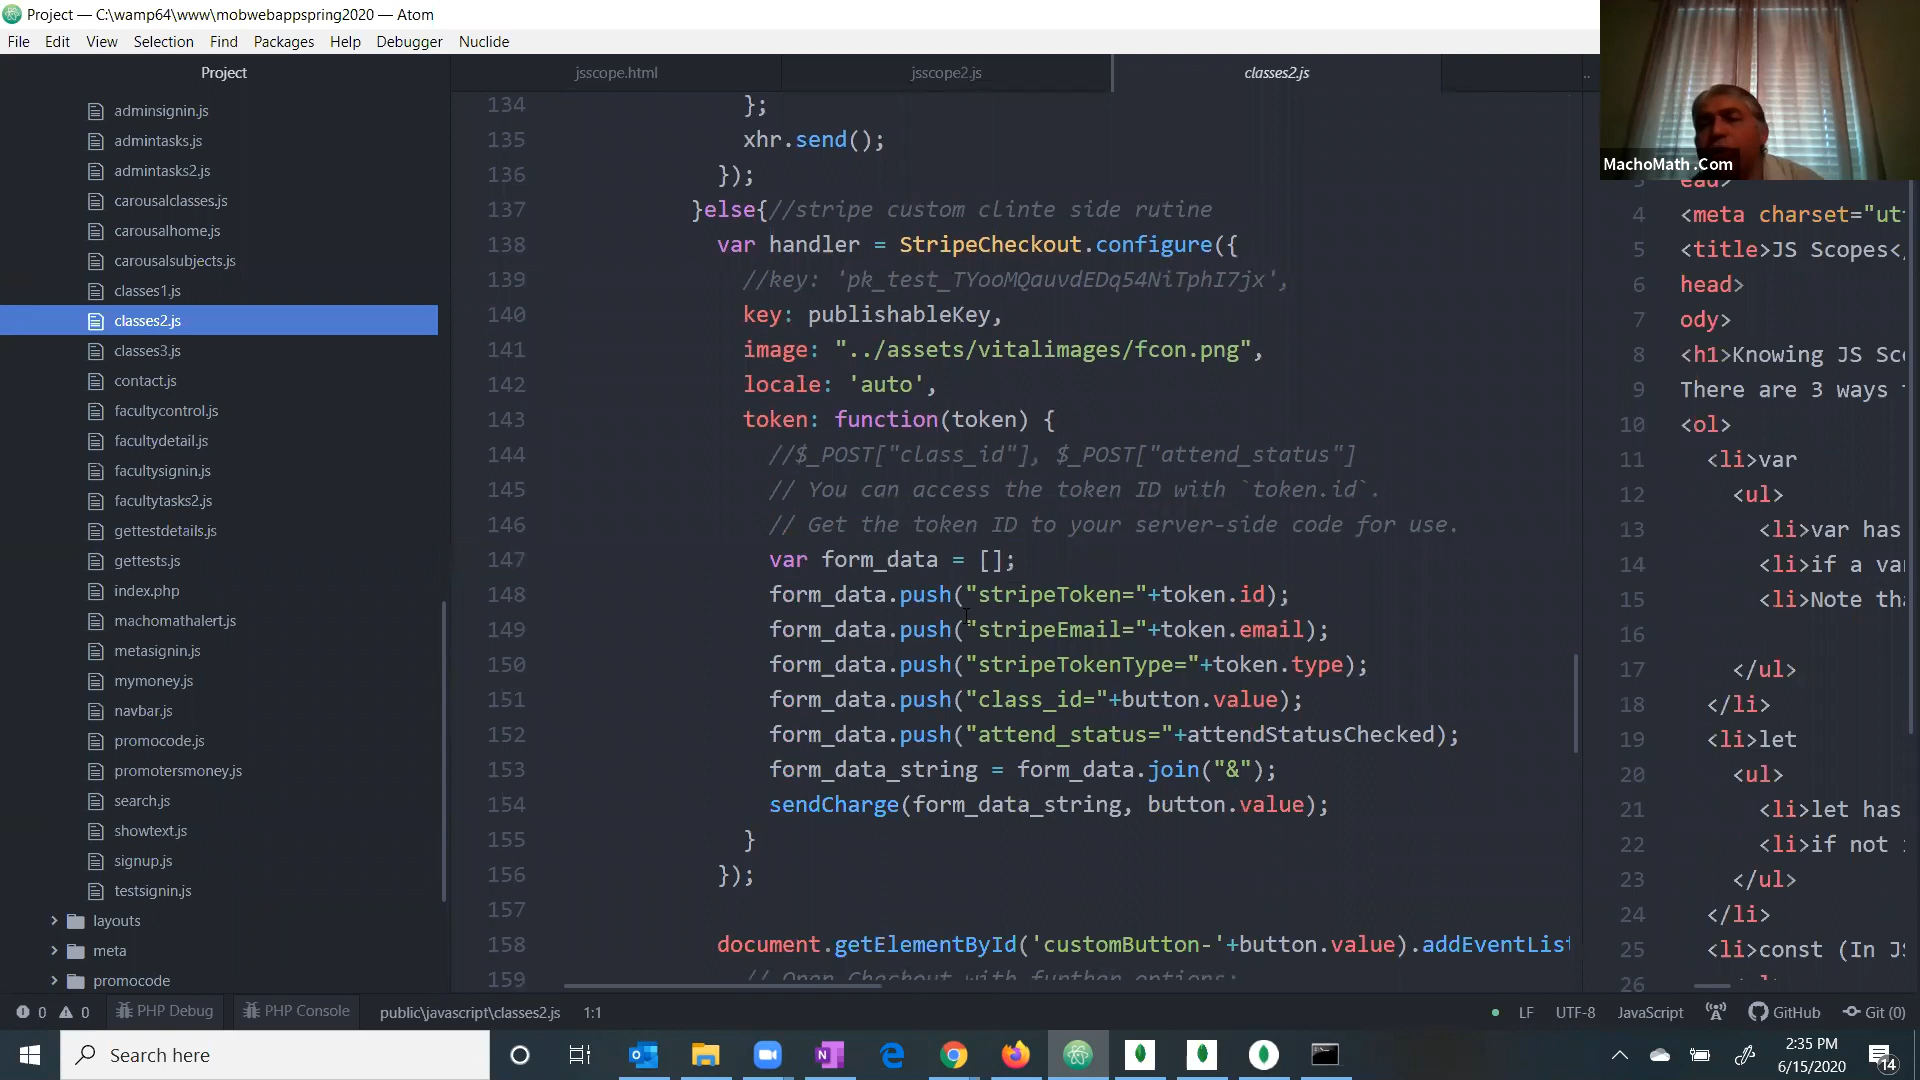 Project — C:\wamp64\www\mobwebappspring2020 — Atom
File Edit View Selection Find Packages Help Debugger Nuclide
Project
adminsignin.js
admintasks.js
admintasks2.js
carousalclasses.js
carousalhome.js
carousalsubjects.js
classes1.js
classes2.js
classes3.js
contact.js
facultycontrol.js
facultydetail.js
facultysignin.js
facultytasks2.js
gettestdetails.js
gettests.js
index.php
machomathalert.js
metasignin.js
mymoney.js
navbar.js
promocode.js
promotersmoney.js
search.js
showtext.js
signup.js
testsignin.js
layouts
meta
promocode
jsscope.html jsscope2.js classes2.js ..
134 };
135 xhr.send();
136 });
137 }else{//stripe custom clinte side rutine
138 var handler = StripeCheckout.configure({
139 //key: 'pk_test_TYooMQauvdEDq54NiTphI7jx',
140 key: publishableKey,
141 image: "../assets/vitalimages/fcon.png",
142 locale: 'auto',
143 token: function(token) {
144 //$_POST["class_id"], $_POST["attend_status"]
145 // You can access the token ID with `token.id`.
146 // Get the token ID to your server-side code for use.
147 var form_data = [];
148 form_data.push("stripeToken="+token.id);
149 form_data.push("stripeEmail="+token.email);
150 form_data.push("stripeTokenType="+token.type);
151 form_data.push("class_id="+button.value);
152 form_data.push("attend_status="+attendStatusChecked);
153 form_data_string = form_data.join("&");
154 sendCharge(form_data_string, button.value);
155 }
156 });
157
158 document.getElementById('customButton-'+button.value).addEventList
159 // Open Checkout with further options:
MachoMath .Com
ead>
4 <meta charset="ut
5 <title>JS Scopes<
6 head>
7 ody>
8 <h1>Knowing JS Sc
9 There are 3 ways
10 <ol>
11 <li>var
12 <ul>
13 <li>var has
14 <li>if a va
15 <li>Note th
16
17 </ul>
18 </li>
19 <li>let
20 <ul>
21 <li>let has
22 <li>if not
23 </ul>
24 </li>
25 <li>const (In JS
26
0 0 PHP Debug PHP Console public\javascript\classes2.js 1:1 LF UTF-8 JavaScript GitHub Git (0)
Search here
2:35 PM
6/15/2020
14